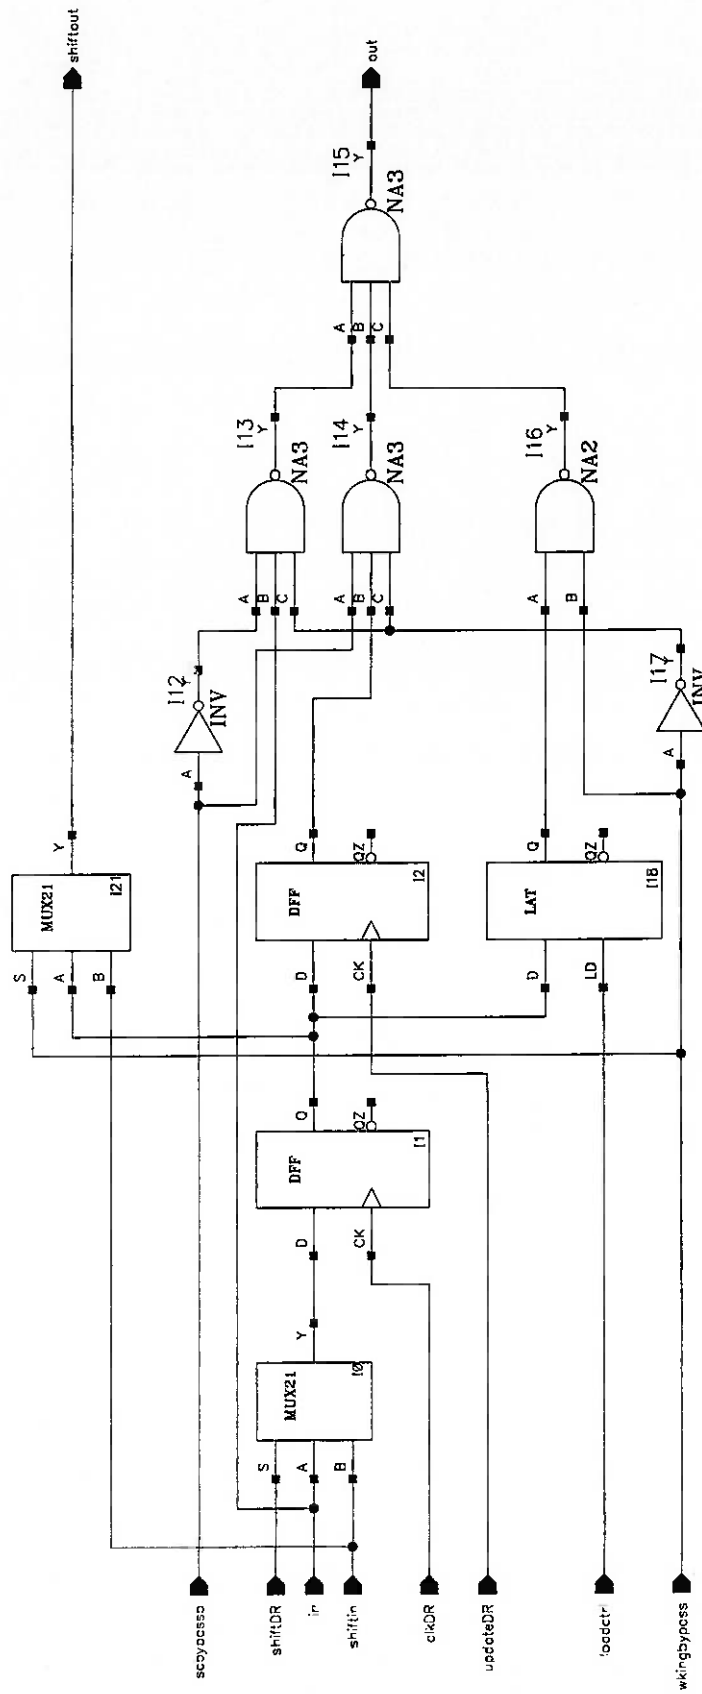 shiftout
out
I15
Y
NA3
A
B
C
I13
Y
NA3
I14
Y
NA3
I16
Y
NA2
A
B
C
A
B
C
A
B
I12
Y
INV
A
I17
Y
INV
A
Y
MUX21
I21
S
A
B
Q
QZ
DFF
I2
D
CK
Q
QZ
LAT
I18
D
LD
Q
QZ
DFF
I1
D
CK
Y
MUX21
I0
S
A
B
shiftDR
in
shiftin
clkDR
updateDR
loadctrl
wkingbypass